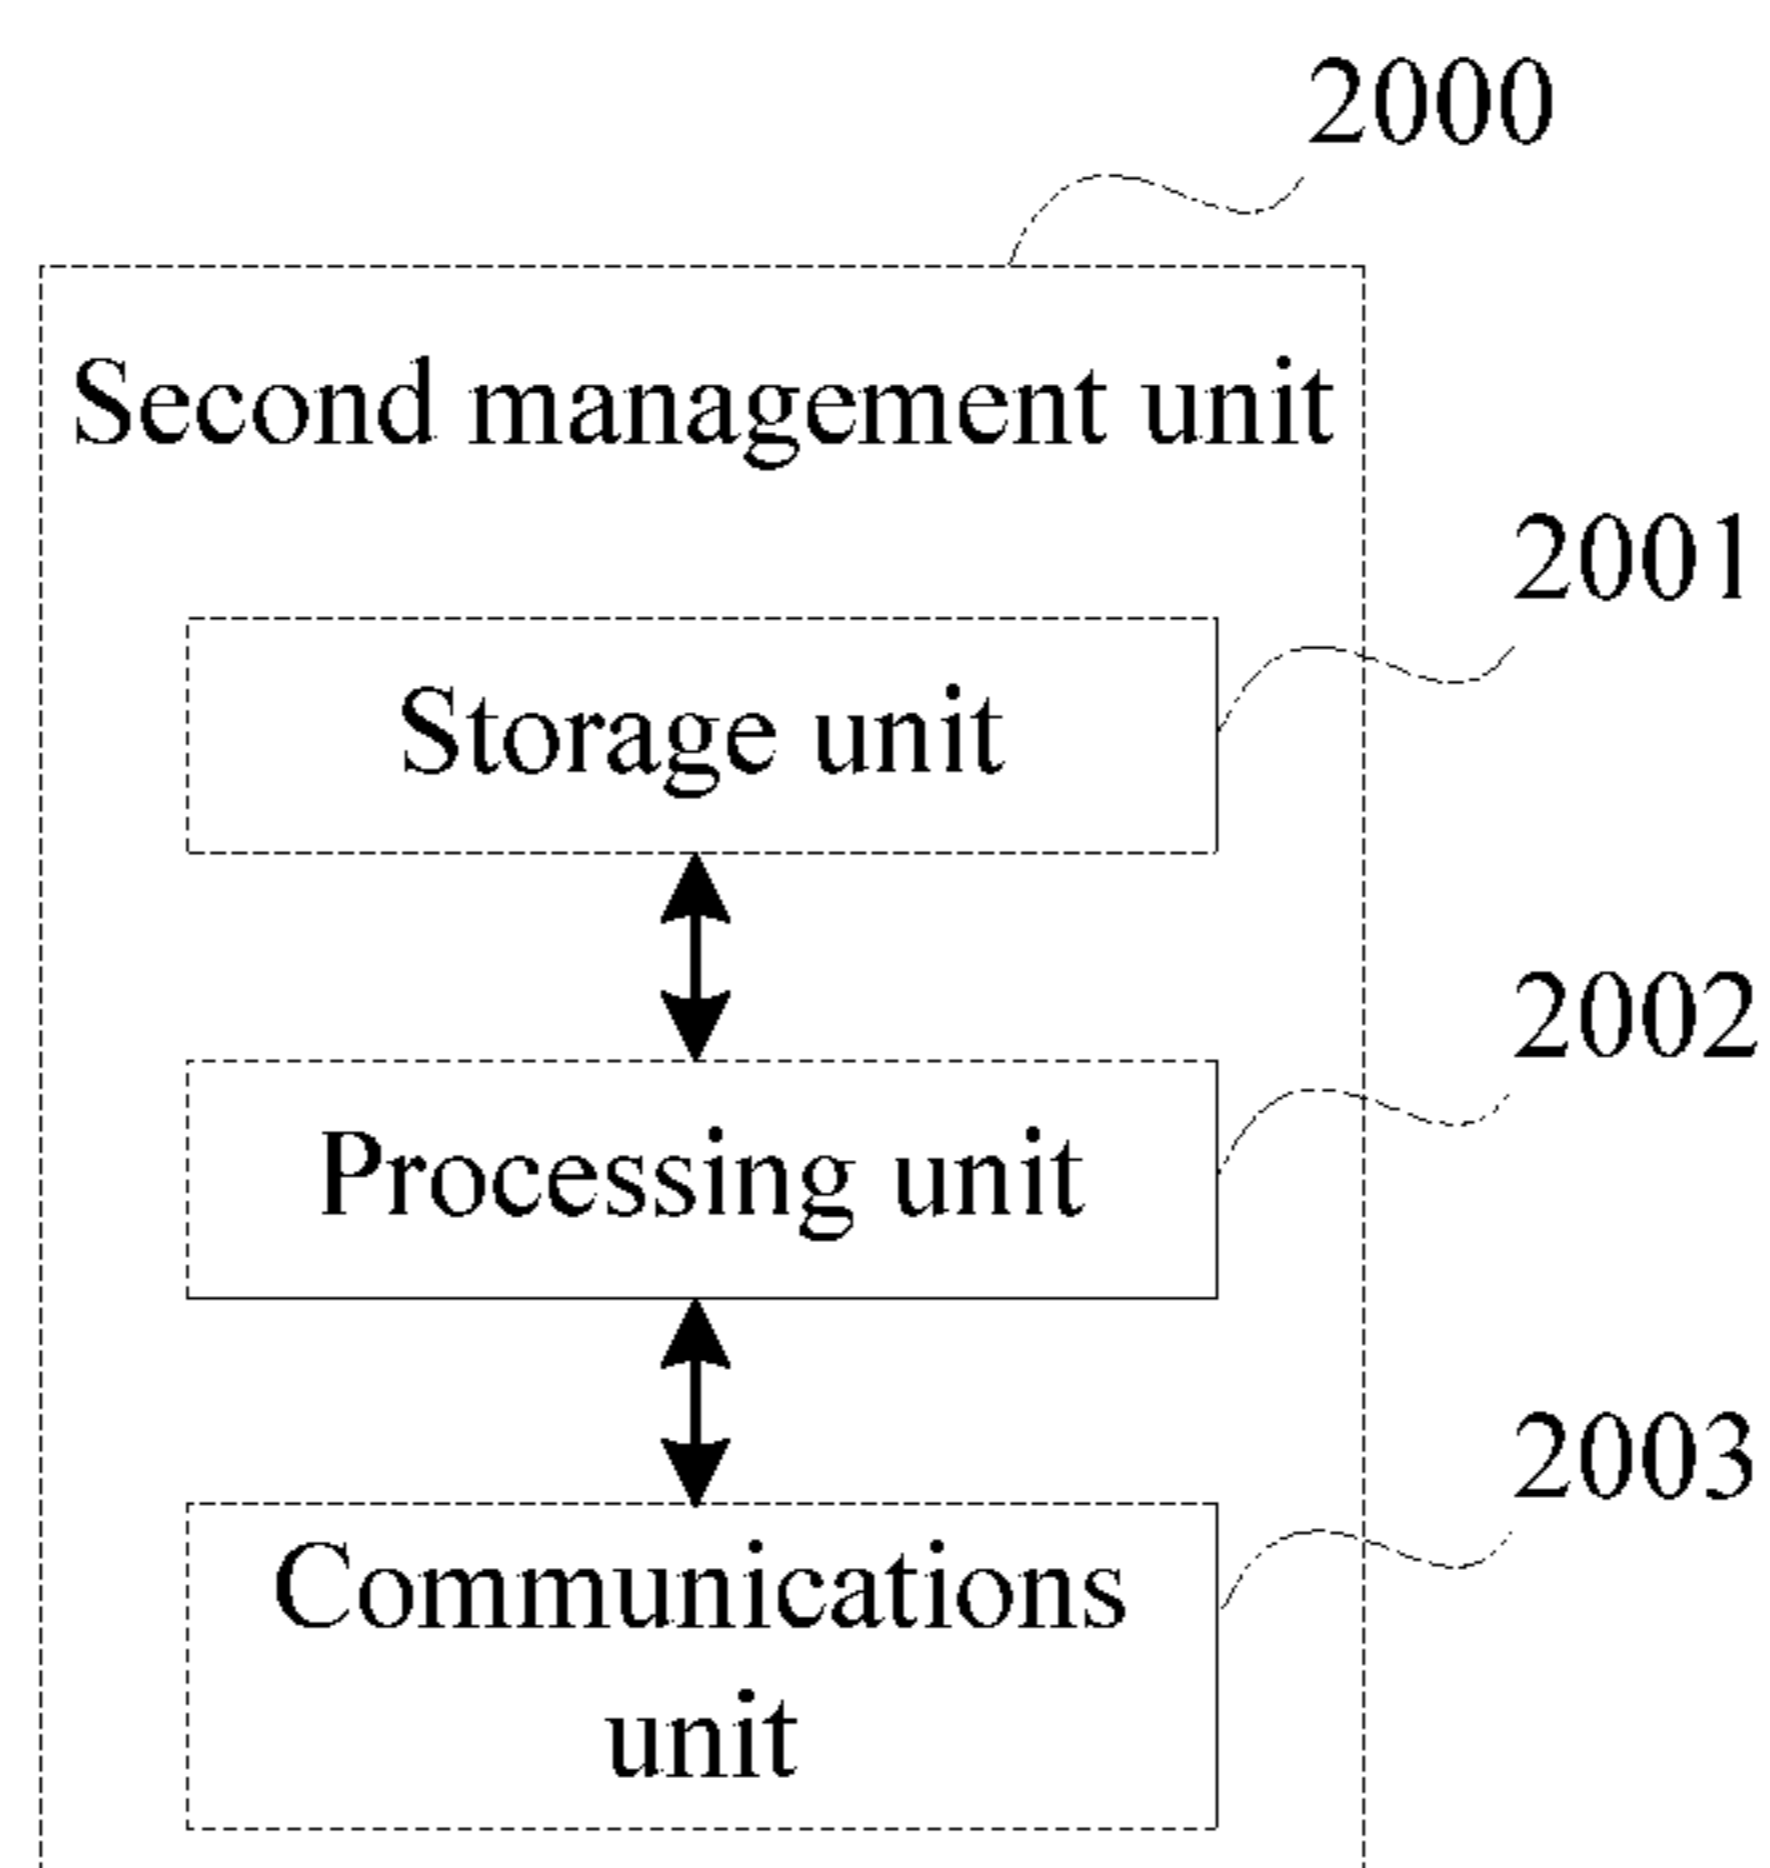 2000
Second management unit
2001
Storage unit
2002
Processing unit
2003
Communications
unit